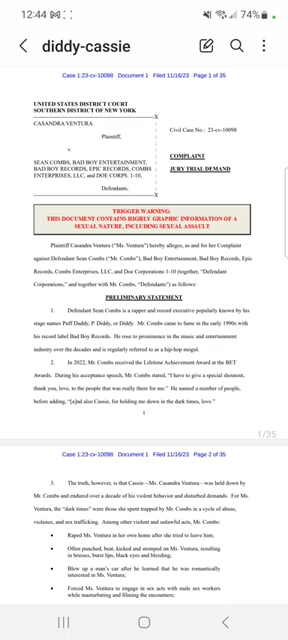 12:44
74%
diddy-cassie
Case 1:23-cv-10098 Document 1 Filed 11/16/23 Page 1 of 35
UNITED STATES DISTRICT COURT
SOUTHERN DISTRICT OF NEW YORK
X
CASANDRA VENTURA
Plaintiff,
Civil Case No.: 23-cv-10098
v.
COMPLAINT
SEAN COMBS, BAD BOY ENTERTAINMENT,
BAD BOY RECORDS, EPIC RECORDS, COMBS
ENTERPRISES, LLC, and DOE CORPS. 1-10,
JURY TRIAL DEMAND
Defendants.
X
TRIGGER WARNING:
THIS DOCUMENT CONTAINS HIGHLY GRAPHIC INFORMATION OF A
SEXUAL NATURE, INCLUDING SEXUAL ASSAULT
Plaintiff Casandra Ventura (“Ms. Ventura”) hereby alleges, as and for her Complaint
against Defendant Sean Combs (“Mr. Combs”), Bad Boy Entertainment, Bad Boy Records, Epic
Records, Combs Enterprises, LLC, and Doe Corporations 1-10 (together, “Defendant
Corporations,” and together with Mr. Combs, “Defendants”) as follows:
PRELIMINARY STATEMENT
1. Defendant Sean Combs is a rapper and record executive popularly known by his
stage names Puff Daddy, P. Diddy, or Diddy. Mr. Combs came to fame in the early 1990s with
his record label Bad Boy Records. He rose to prominence in the music and entertainment
industry over the decades and is regularly referred to as a hip-hop mogul.
2. In 2022, Mr. Combs received the Lifetime Achievement Award at the BET
Awards. During his acceptance speech, Mr. Combs stated, “I have to give a special shoutout,
thank you, love, to the people that was really there for me.” He named a number of people,
before adding, “[a]nd also Cassie, for holding me down in the dark times, love.”
1
1/35
Case 1:23-cv-10098 Document 1 Filed 11/16/23 Page 2 of 35
3. The truth, however, is that Cassie—Ms. Casandra Ventura—was held down by
Mr. Combs and endured over a decade of his violent behavior and disturbed demands. For Ms.
Ventura, the “dark times” were those she spent trapped by Mr. Combs in a cycle of abuse,
violence, and sex trafficking. Among other violent and unlawful acts, Mr. Combs:
• Raped Ms. Ventura in her own home after she tried to leave him;
• Often punched, beat, kicked and stomped on Ms. Ventura, resulting
in bruises, burst lips, black eyes and bleeding;
• Blew up a man’s car after he learned that he was romantically
interested in Ms. Ventura;
• Forced Ms. Ventura to engage in sex acts with male sex workers
while masturbating and filming the encounters;